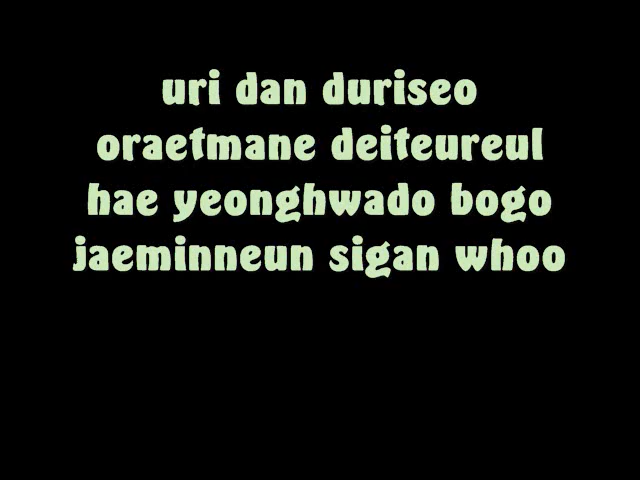 uri dan duriseo
oraetmane deiteureul
hae yeonghwado bogo
jaeminneun sigan whoo